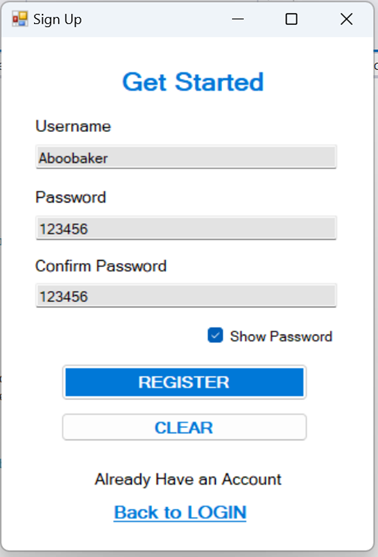 Sign Up
Get Started
Username
Aboobaker
Password
123456
Confirm Password
123456
Show Password
REGISTER
CLEAR
Already Have an Account
Back to LOGIN